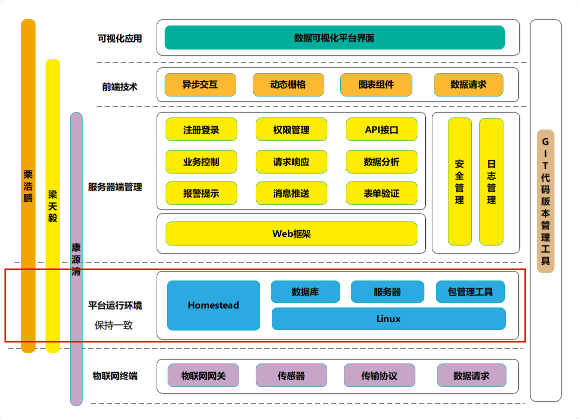 可视化应用
数据可视化平台界面
前端技术
异步交互 动态栅格 图表组件 数据请求
服务器端管理
注册登录 权限管理 API接口
业务控制 请求响应 数据分析
报警提示 消息推送 表单验证
Web框架
安全管理
日志管理
平台运行环境
保持一致
Homestead
数据库 服务器 包管理工具
Linux
物联网终端
物联网网关 传感器 传输协议 数据请求
栗浩鹏
梁天毅
康源清
GIT代码版本管理工具